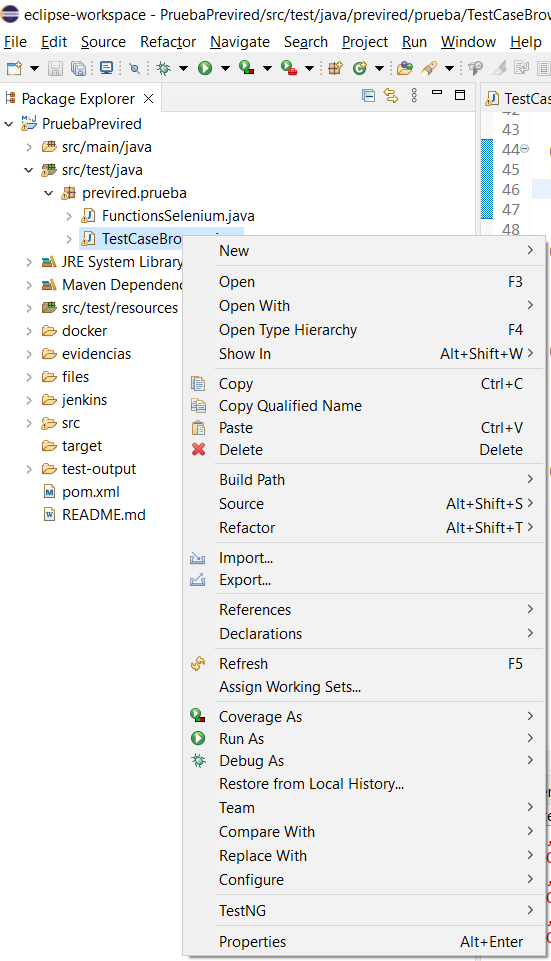 eclipse-workspace - PruebaPrevired/src/test/java/previred/prueba/TestCaseBrow
File Edit Source Refactor Navigate Search Project Run Window Help
Package Explorer
TestCas
PruebaPrevired
src/main/java
src/test/java
previred.prueba
FunctionsSelenium.java
TestCaseBro
JRE System Library
Maven Dependenc
src/test/resources
docker
evidencias
files
jenkins
src
target
test-output
pom.xml
README.md
43
44
45
46
47
48
New
Open F3
Open With
Open Type Hierarchy F4
Show In Alt+Shift+W
Copy Ctrl+C
Copy Qualified Name
Paste Ctrl+V
Delete Delete
Build Path
Source Alt+Shift+S
Refactor Alt+Shift+T
Import...
Export...
References
Declarations
Refresh F5
Assign Working Sets...
Coverage As
Run As
Debug As
Restore from Local History...
Team
Compare With
Replace With
Configure
TestNG
Properties Alt+Enter